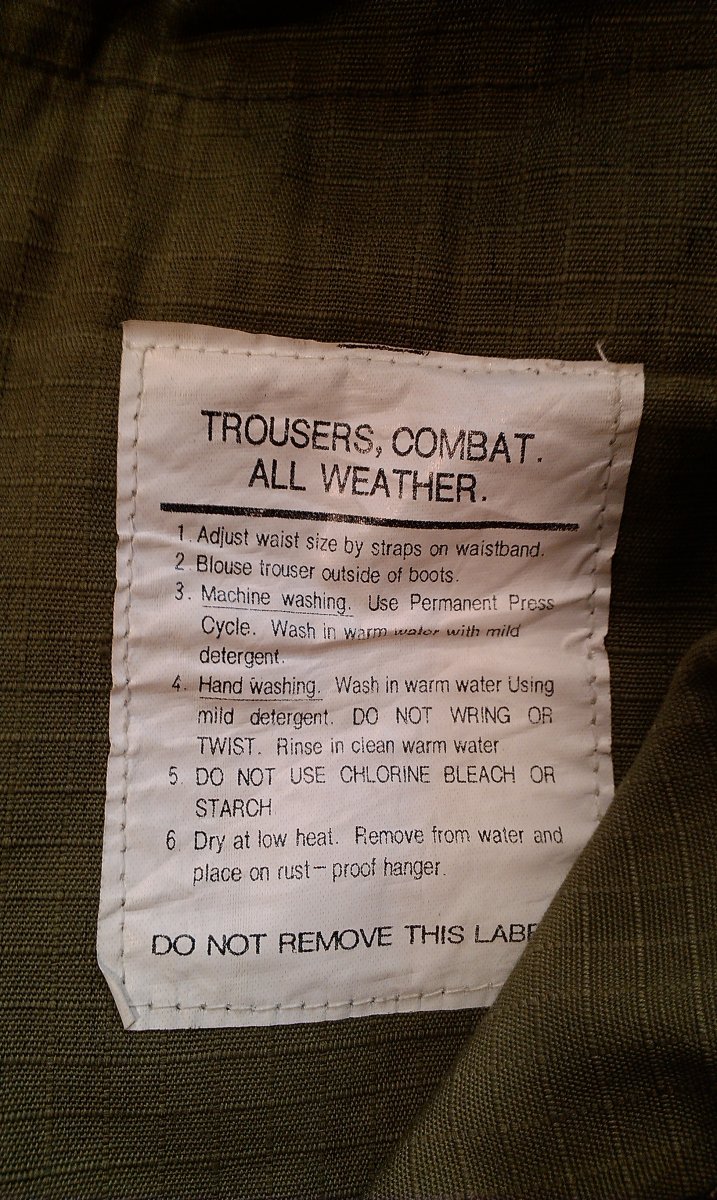 TROUSERS, COMBAT.
ALL WEATHER.
1. Adjust waist size by straps on waistband.
2. Blouse trouser outside of boots.
3. Machine washing. Use Permanent Press
Cycle. Wash in warm water with mild
detergent.
4. Hand washing. Wash in warm water Using
mild detergent. DO NOT WRING OR
TWIST. Rinse in clean warm water
5. DO NOT USE CHLORINE BLEACH OR
STARCH
6. Dry at low heat. Remove from water and
place on rust-proof hanger.
DO NOT REMOVE THIS LABE